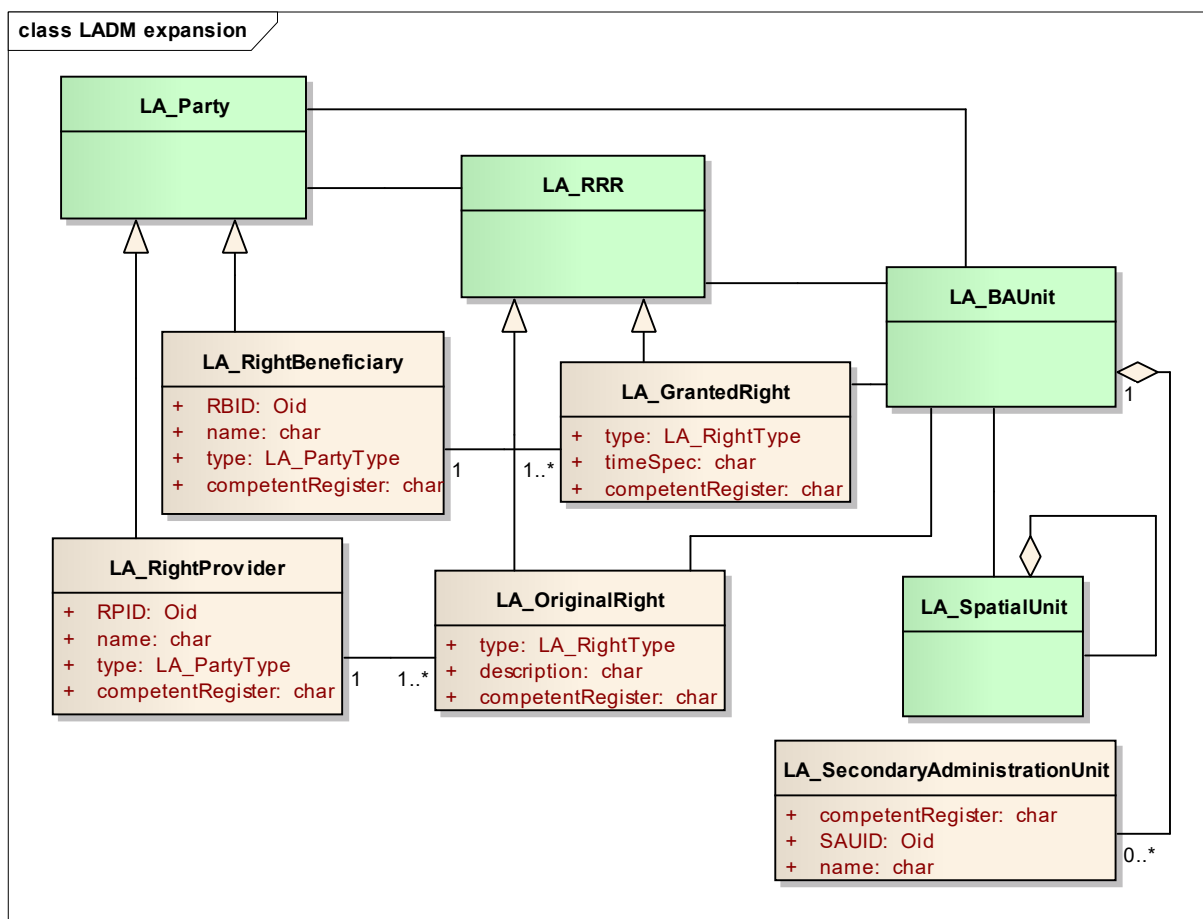 class LADM expansion
LA_Party
LA_RRR
LA_BAUnit
1
LA_RightBeneficiary
+ RBID: Oid
+ name: char
+ type: LA_PartyType
+ competentRegister: char
1
1..*
LA_GrantedRight
+ type: LA_RightType
+ timeSpec: char
+ competentRegister: char
LA_RightProvider
+ RPID: Oid
+ name: char
+ type: LA_PartyType
+ competentRegister: char
1
1..*
LA_OriginalRight
+ type: LA_RightType
+ description: char
+ competentRegister: char
LA_SpatialUnit
LA_SecondaryAdministrationUnit
+ competentRegister: char
+ SAUID: Oid
+ name: char
0..*